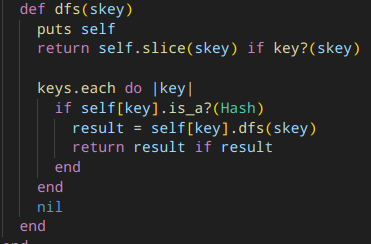 def dfs(skey)
puts self
return self.slice(skey) if key?(skey)
keys.each do |key|
if self[key].is_a?(Hash)
result = self[key].dfs(skey)
return result if result
end
end
nil
end